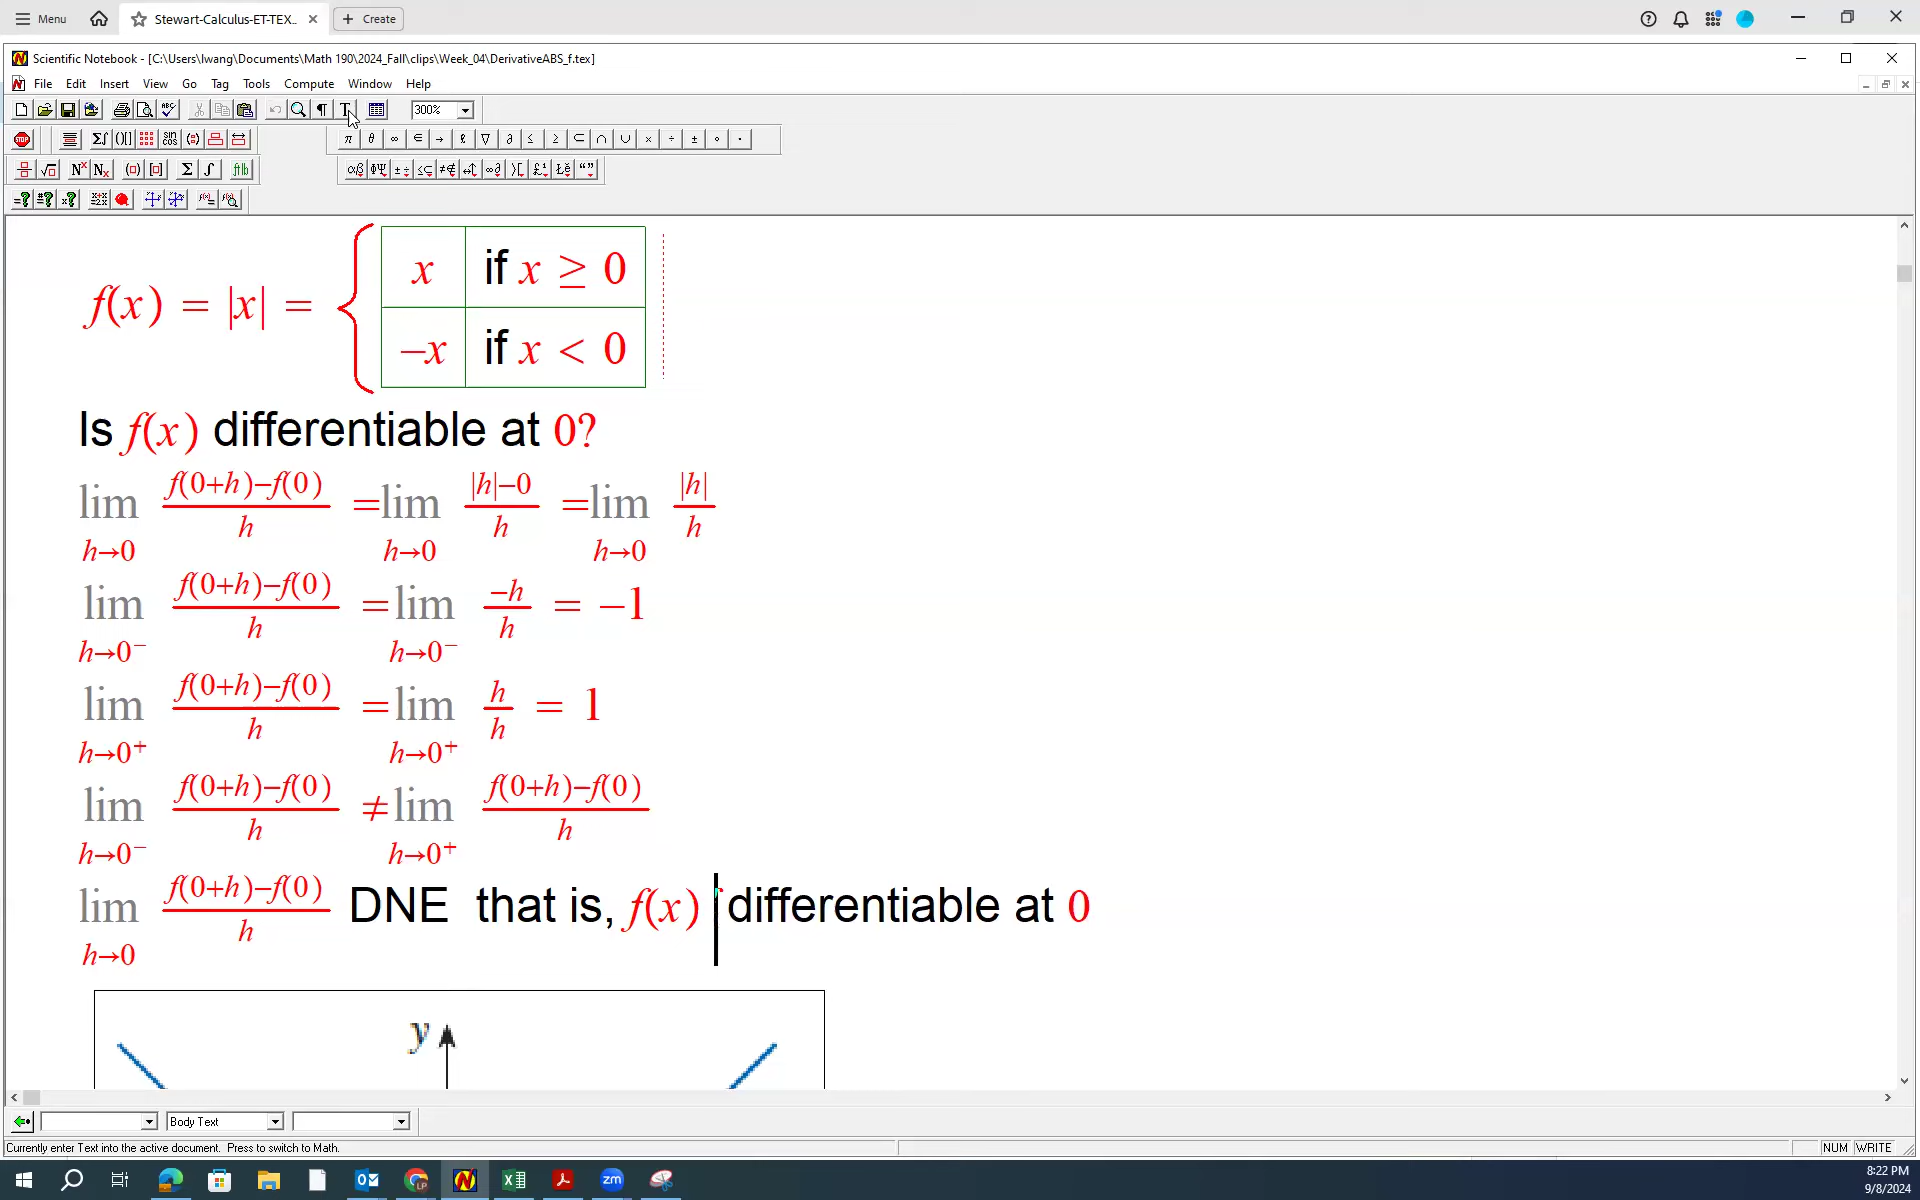 Menu
Stewart-Calculus-ET-TEX...
Create
Scientific Notebook - [C:\Users\lwang\Documents\Math 190\2024_Fall\clips\Week_04\DerivativeABS_f.tex]
File Edit Insert View Go Tag Tools Compute Window Help
300%
f(x) = |x| = { x if x ≥ 0
−x if x < 0
Is f(x) differentiable at 0?
lim h→0 f(0+h)−f(0)/h = lim h→0 |h|−0/h = lim h→0 |h|/h
lim h→0⁻ f(0+h)−f(0)/h = lim h→0⁻ −h/h = −1
lim h→0⁺ f(0+h)−f(0)/h = lim h→0⁺ h/h = 1
lim h→0⁻ f(0+h)−f(0)/h ≠ lim h→0⁺ f(0+h)−f(0)/h
lim h→0 f(0+h)−f(0)/h DNE that is, f(x) differentiable at 0
y
Body Text
Currently enter Text into the active document. Press to switch to Math.
NUM WRITE
8:22 PM
9/8/2024